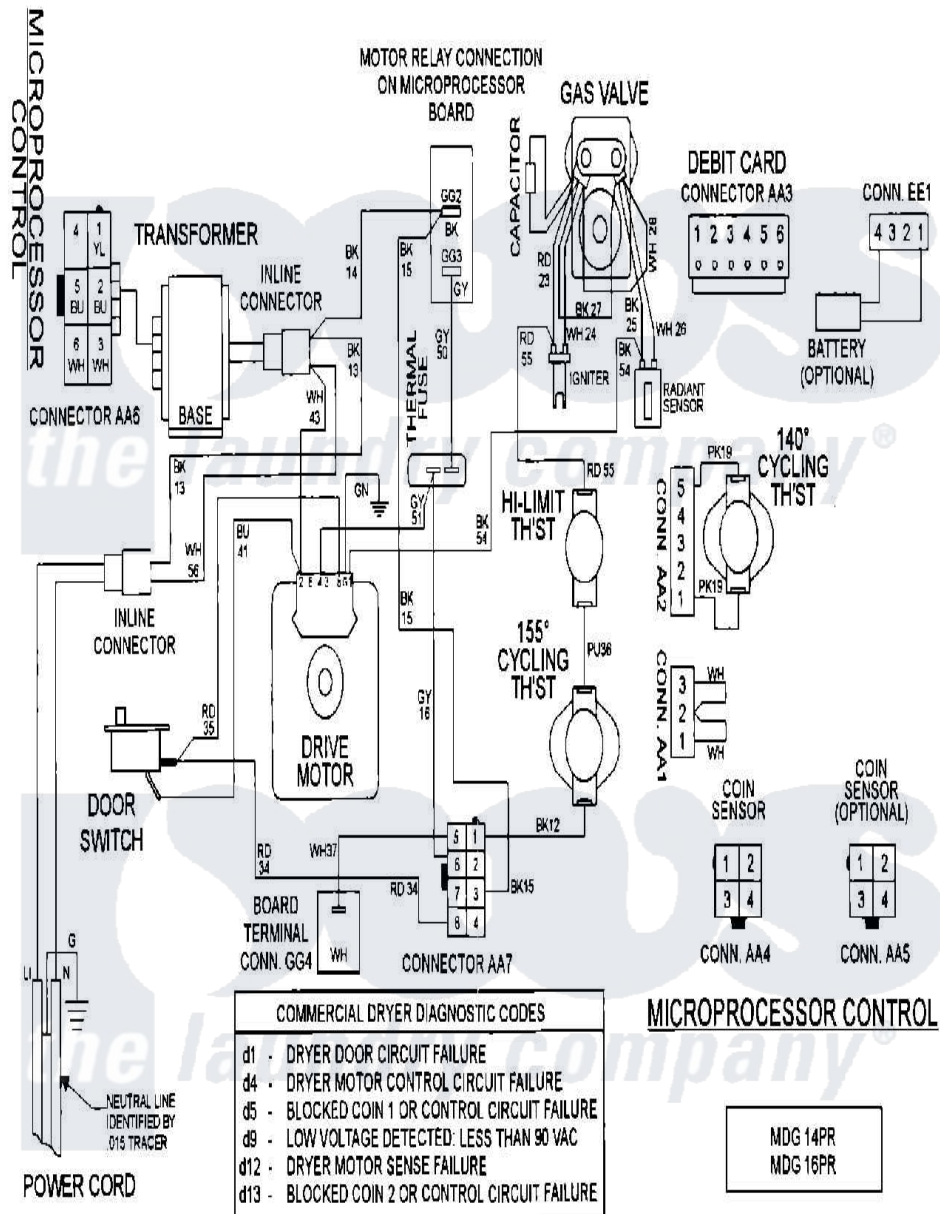 MICROPROCESSOR
CONTROL
MOTOR RELAY CONNECTION
ON MICROPROCESSOR
BOARD
GAS VALVE
CAPACITOR
DEBIT CARD
CONNECTOR AA3
1 2 3 4 5 6
CONN. EE1
4 3 2 1
BATTERY
(OPTIONAL)
4 1
YL
5 2
BU BU
6 3
WH WH
CONNECTOR AA6
TRANSFORMER
BASE
INLINE
CONNECTOR
BK
14
BK
15
GG2
BK
GG3
GY
GY
50
BK
13
WH
43
THERMAL
FUSE
RD
23
BK 27
WH 24
BK
25
WH 28
WH 26
RD
55
BK
54
IGNITER
RADIANT
SENSOR
the laundry company®
BK
13
GN
GY
51
BK
54
RD 55
HI-LIMIT
TH'ST
140°
CYCLING
TH'ST
PK19
PK19
CONN. AA2
5
4
3
2
1
BU
41
WH
56
INLINE
CONNECTOR
BK
15
155°
CYCLING
TH'ST
PU36
CONN. AA1
3
2
1
WH
WH
DRIVE
MOTOR
RD
35
GY
16
DOOR
SWITCH
RD
34
WH37
RD 34
BK12
BK15
5 1
6 2
7 3
8 4
CONNECTOR AA7
BOARD
TERMINAL
CONN. GG4
WH
COIN
SENSOR
1 2
3 4
CONN. AA4
COIN
SENSOR
(OPTIONAL)
1 2
3 4
CONN. AA5
MICROPROCESSOR CONTROL
L1
G
N
NEUTRAL LINE
IDENTIFIED BY
.015 TRACER
POWER CORD
COMMERCIAL DRYER DIAGNOSTIC CODES
d1 - DRYER DOOR CIRCUIT FAILURE
d4 - DRYER MOTOR CONTROL CIRCUIT FAILURE
d5 - BLOCKED COIN 1 OR CONTROL CIRCUIT FAILURE
d9 - LOW VOLTAGE DETECTED: LESS THAN 90 VAC
d12 - DRYER MOTOR SENSE FAILURE
d13 - BLOCKED COIN 2 OR CONTROL CIRCUIT FAILURE
the laundry company®
MDG 14PR
MDG 16PR